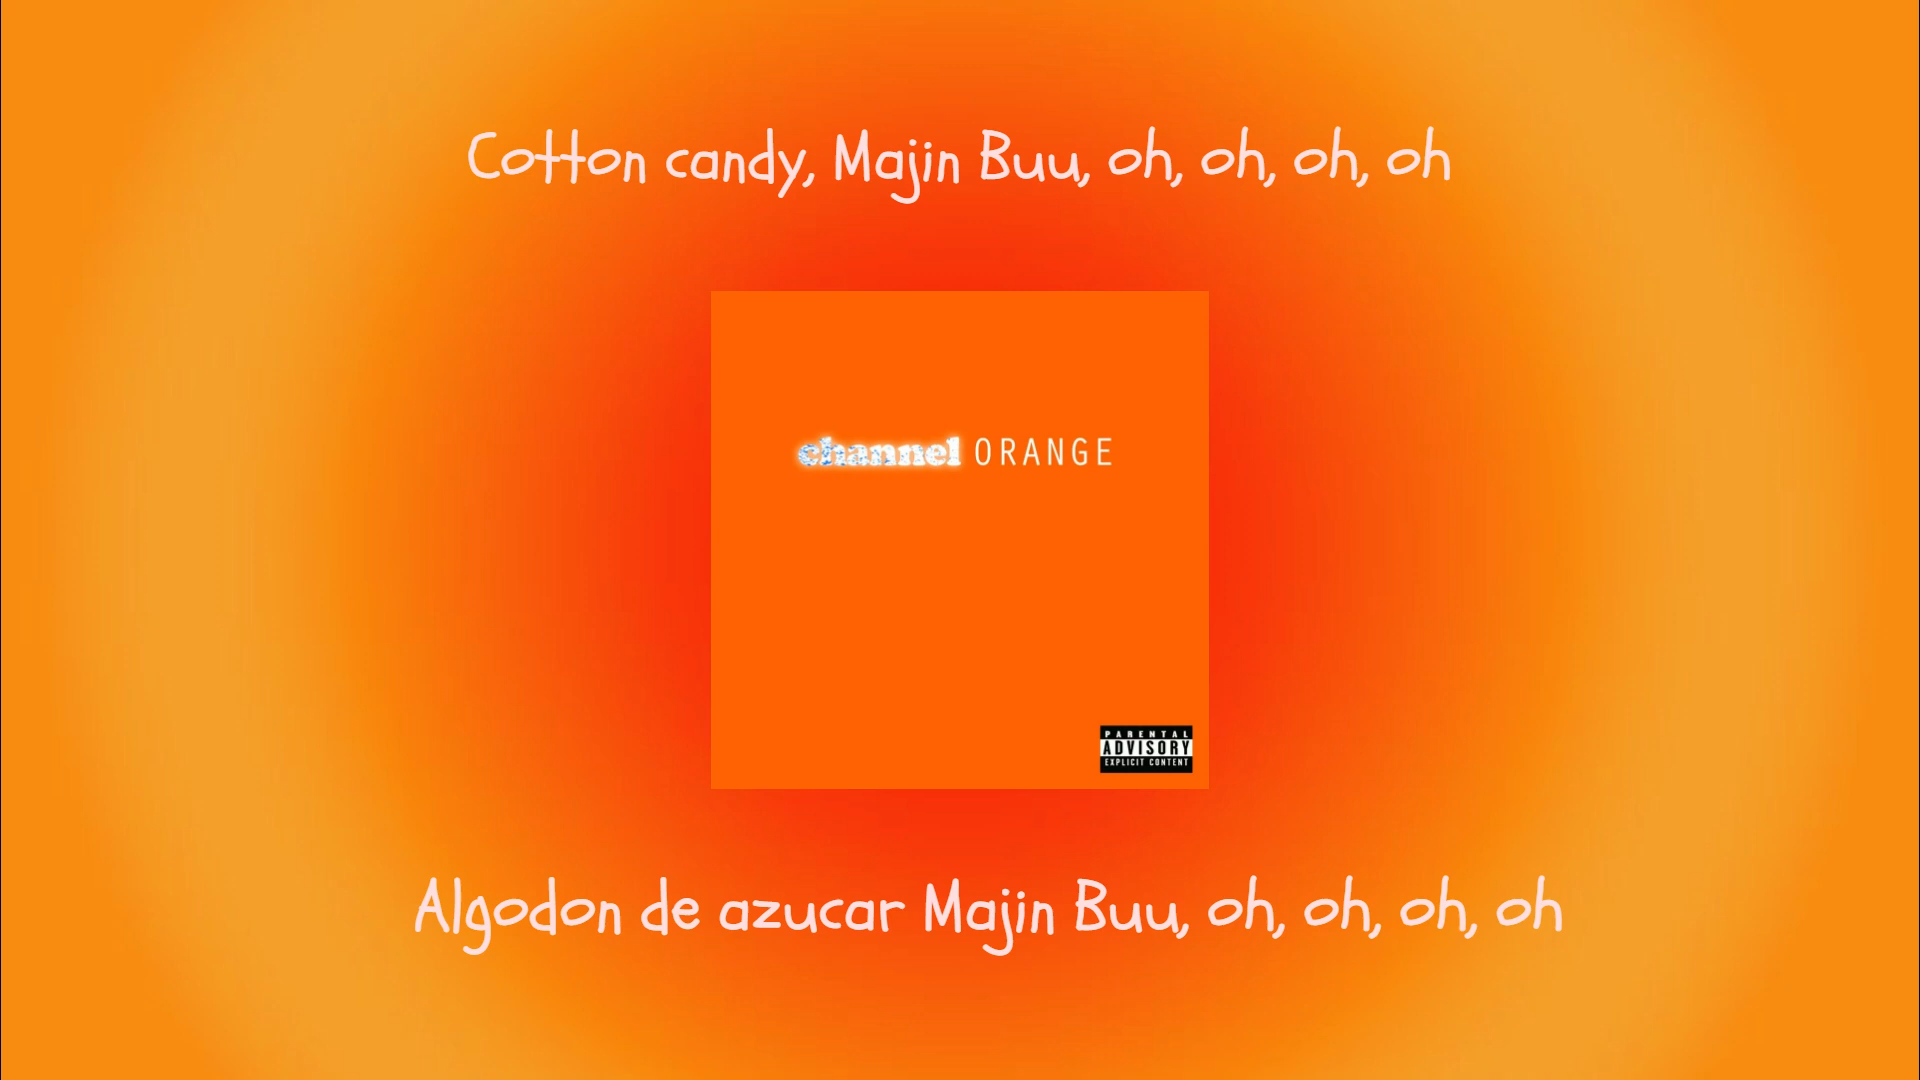 Cotton candy, Majin Buu, oh, oh, oh, oh
channel ORANGE
PARENTAL
ADVISORY
EXPLICIT CONTENT
Algodon de azucar Majin Buu, oh, oh, oh, oh